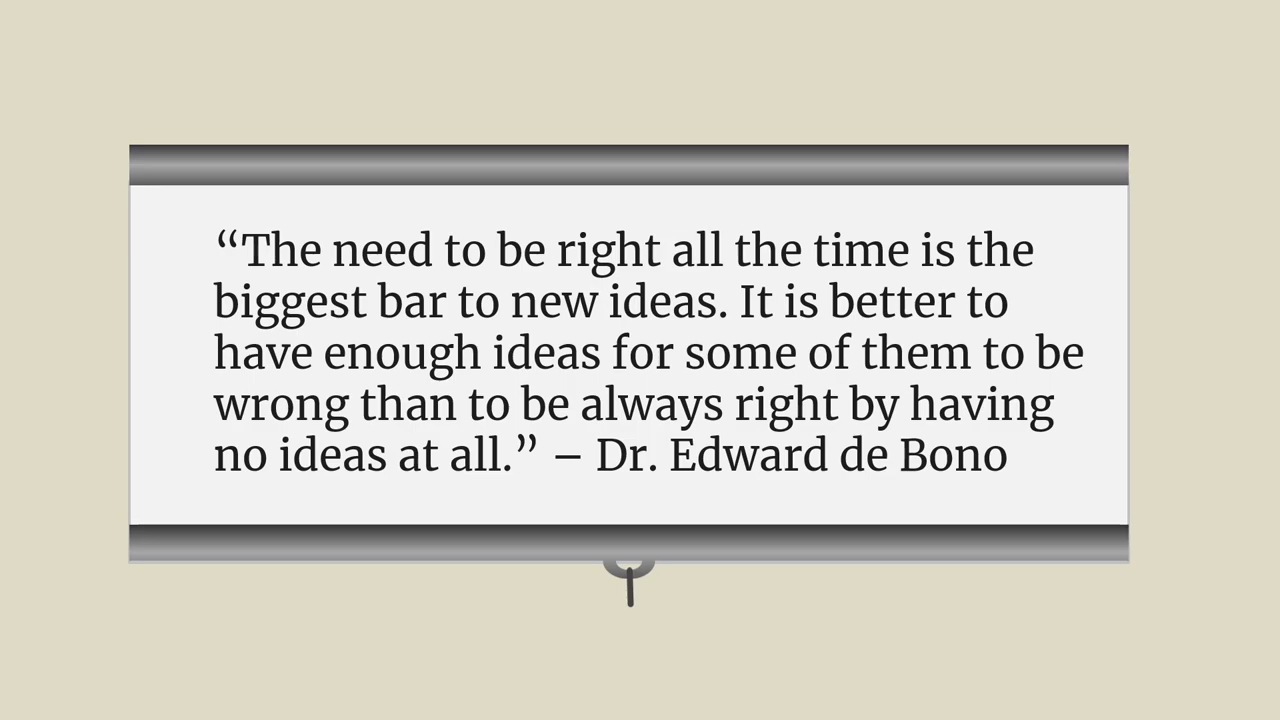 “The need to be right all the time is the
biggest bar to new ideas. It is better to
have enough ideas for some of them to be
wrong than to be always right by having
no ideas at all.” – Dr. Edward de Bono